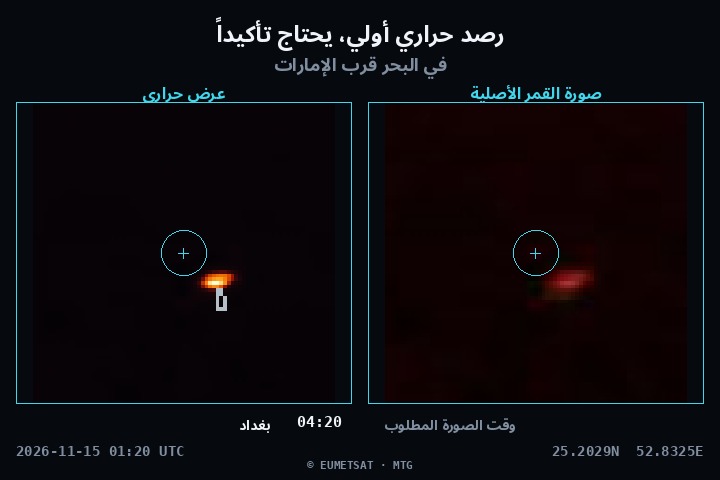 رصد حراري أولي، يحتاج تأكيداً
في البحر قرب الإمارات
صورة القمر الأصلية
عرض حراري
وقت الصورة المطلوب
04:20 بغداد
2026-11-15 01:20 UTC
25.2029N 52.8325E
© EUMETSAT · MTG